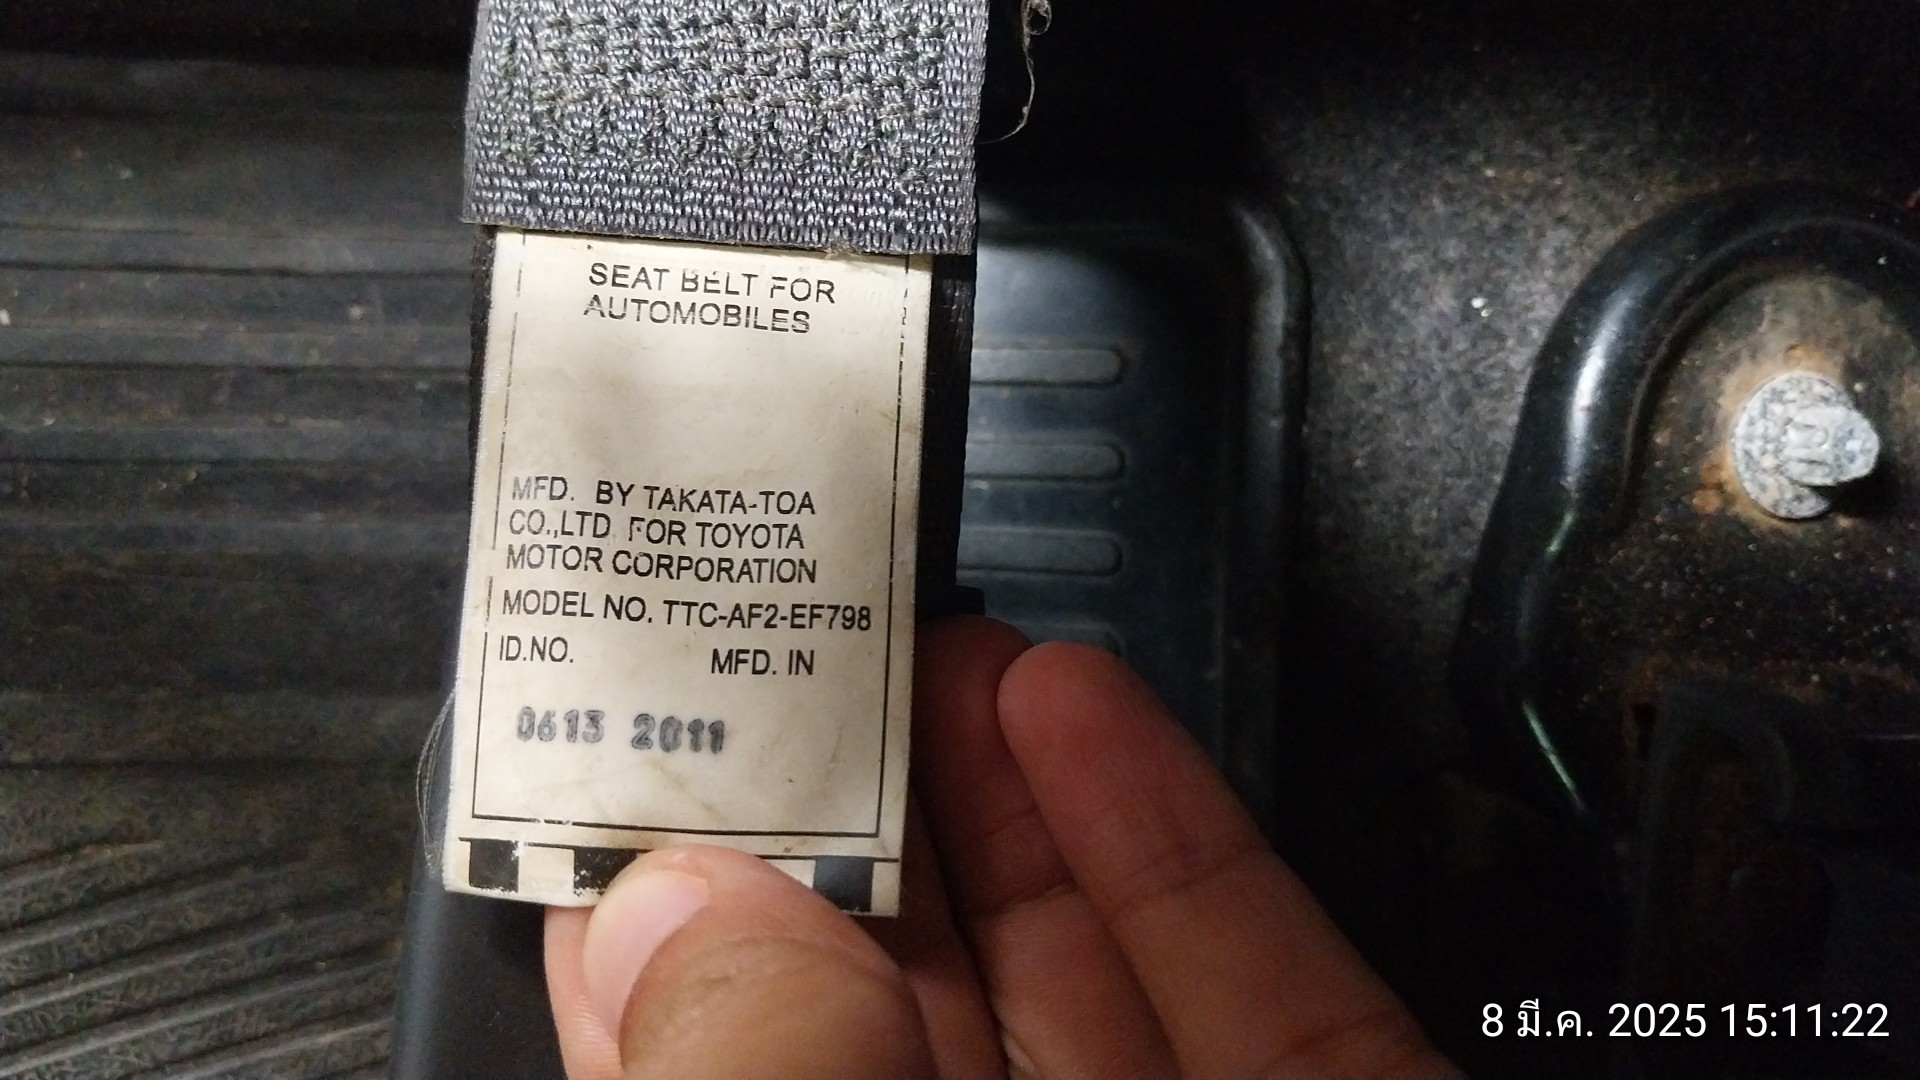 SEAT BELT FOR
AUTOMOBILES
MFD. BY TAKATA-TOA
CO.,LTD FOR TOYOTA
MOTOR CORPORATION
MODEL NO. TTC-AF2-EF798
ID.NO. MFD. IN
0613 2011
8 มี.ค. 2025 15:11:22